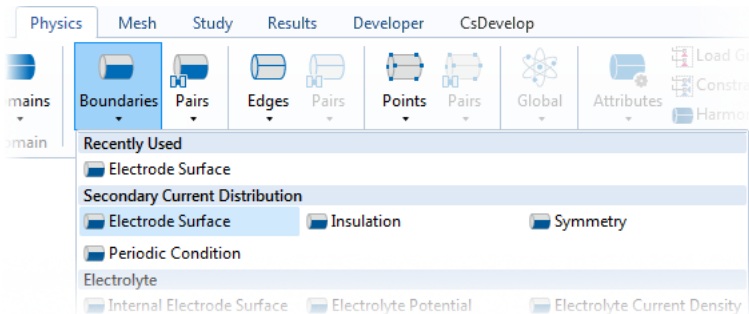 Physics Mesh Study Results Developer CsDevelop
mains Boundaries Pairs Edges Pairs Points Pairs Global Attributes
Load G
Constri
Harmo
main
Recently Used
Electrode Surface
Secondary Current Distribution
Electrode Surface Insulation Symmetry
Periodic Condition
Electrolyte
Internal Electrode Surface Electrolyte Potential Electrolyte Current Density